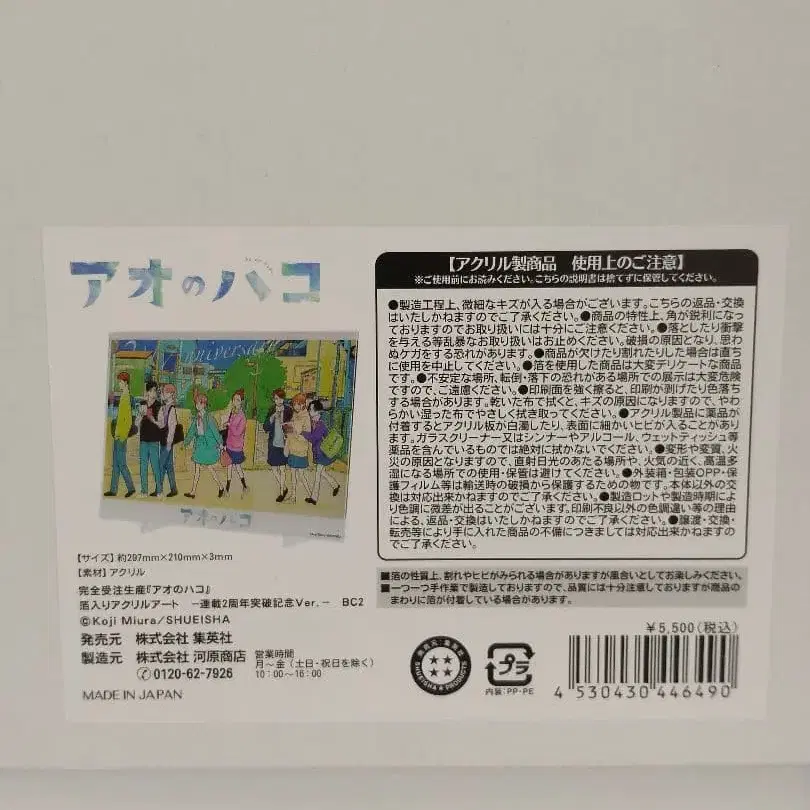 アオのハコ
2nd Anniversary
アオのハコ
【サイズ】約297mm×210mm×3mm
【素材】アクリル
完全受注生産『アオのハコ』
箔入りアクリルアート －連載2周年突破記念Ver.－ BC2
©Koji Miura/SHUEISHA
発売元 株式会社 集英社
製造元 株式会社 河原商店
0120-62-7926
営業時間
月～金（土日・祝日を除く）
10：00～16：00
MADE IN JAPAN
【アクリル製商品　使用上のご注意】
※ご使用前にお読みください。こちらの説明書は捨てずに保管してください。
●製造工程上、微細なキズが入る場合がございます。こちらの返品・交換
はいたしかねますのでご了承ください。●商品の特性上、角が鋭利になって
おりますのでお取り扱いには十分にご注意ください。●落としたり衝撃
を与える等乱暴なお取扱いはお止めください。破損の原因となり、思わ
ぬケガをする恐れがあります。●商品が欠けたり割れたりした場合は直ち
に使用を中止してください。●箔を使用した商品は大変デリケートな商品
です。●不安定な場所、転倒・落下の恐れがある場所での展示は大変危険
ですので、ご遠慮ください。●印刷面を強く擦ると、印刷が剥げたり色落ち
する場合があります。乾いた布で拭くと、キズの原因になりますので、や
わらかい湿った布でやさしく拭き取ってください。●アクリル製品に薬品が
付着するとアクリル板が白濁したり、表面に細かいヒビが入ることがありま
す。ガラスクリーナー又はシンナーやアルコール、ウェットティッシュ等
薬品を含んでいるものでは絶対に拭かないでください。●変形や変質、火
災の原因となりますので、直射日光のあたる場所や、火気の近く、高温多
湿になる場所での使用・保管は避けてください。●外装箱・包装OPP・保
護フィルム等は輸送時の破損から保護するための物です。本体以外の交
換は対応出来かねますのでご了承ください。●製造ロットや製造時期によ
り色調に微差が出ることがございます。印刷不良以外の色調違い等の理由
による、返品・交換はいたしかねますのでご了承ください。●譲渡・交換・
転売等により手に入れた商品の不備につきましては対応出来かねますの
でご了承ください。
■箔の性質上、割れやヒビがみられる場合がありますが風合いとしてお楽しみください。
■一つ一つ手作業で製造しておりますので、品質には十分注意しておりますが商品の
まわりに箔が付着している場合があります。
¥5,500(税込)
SHUEISHA★PRODUCTS
プラ
内装：PP・PE
4 530430 446490